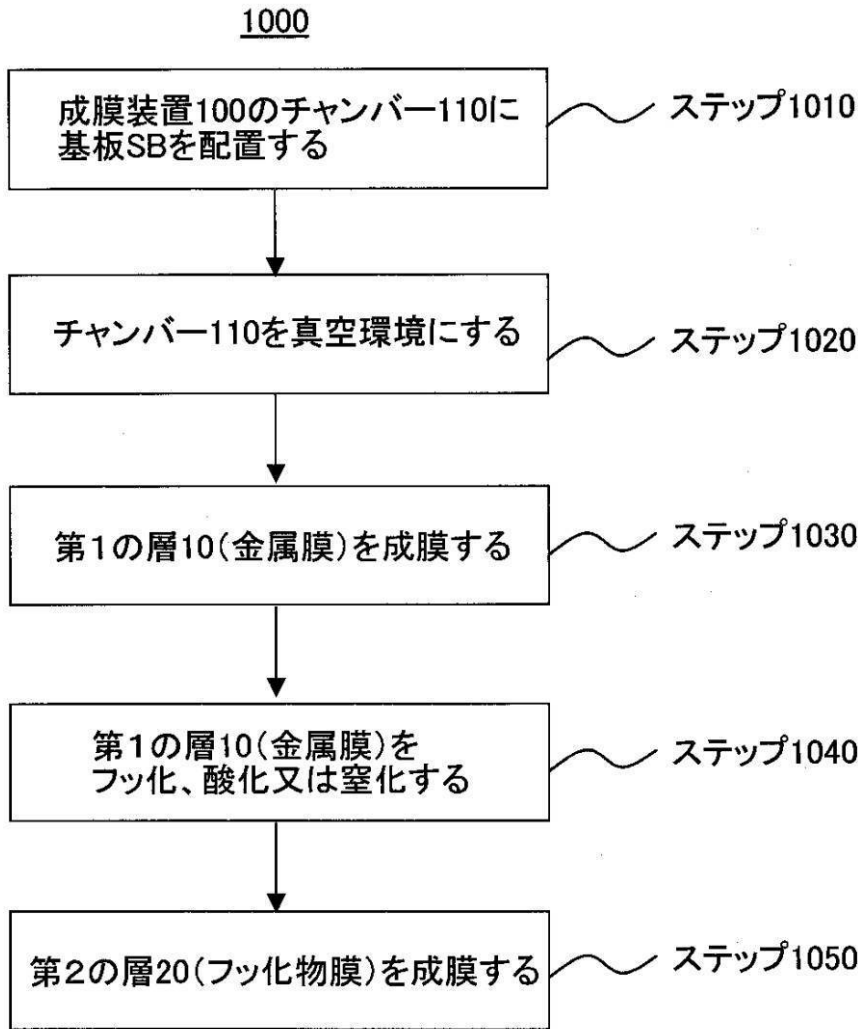 1000
成膜装置100のチャンバー110に
基板SBを配置する
ステップ1010
チャンバー110を真空環境にする
ステップ1020
第1の層10(金属膜)を成膜する
ステップ1030
第1の層10(金属膜)を
フッ化、酸化又は窒化する
ステップ1040
第2の層20(フッ化物膜)を成膜する
ステップ1050